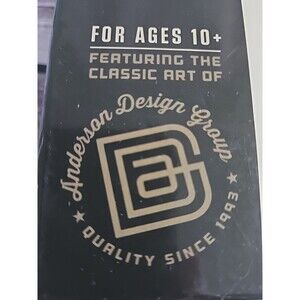 FOR AGES 10+
FEATURING THE
CLASSIC ART OF
Anderson Design Group
QUALITY SINCE 1993